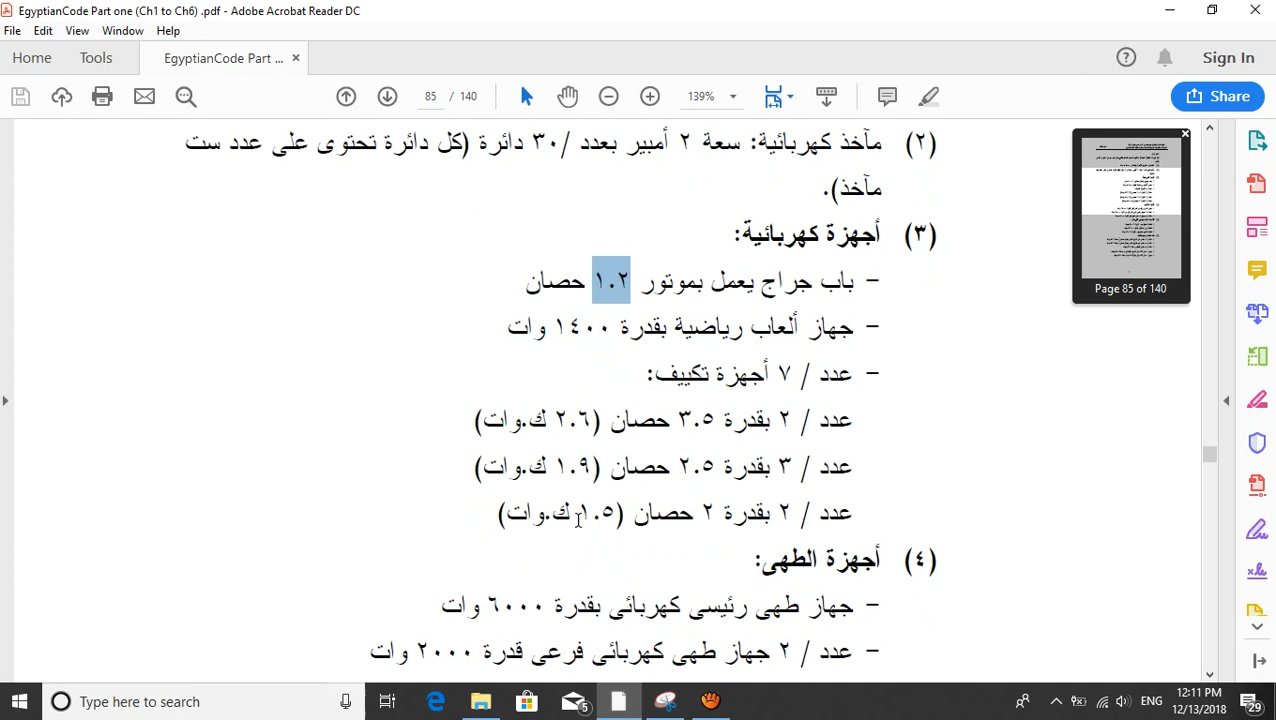 EgyptianCode Part one (Ch1 to Ch6) .pdf - Adobe Acrobat Reader DC
File Edit View Window Help
Home Tools EgyptianCode Part ... × Sign In
85 / 140 139% Share
(٢) مآخذ كهربائية: سعة ٢ أمبير بعدد /٣٠ دائرة (كل دائرة تحتوى على عدد ست
مآخذ).
(٣) أجهزة كهربائية:
- باب جراج يعمل بموتور ١.٢ حصان
- جهاز ألعاب رياضية بقدرة ١٤٠٠ وات
- عدد / ٧ أجهزة تكييف:
عدد / ٢ بقدرة ٣.٥ حصان (٢.٦ ك.وات)
عدد / ٣ بقدرة ٢.٥ حصان (١.٩ ك.وات)
عدد / ٢ بقدرة ٢ حصان (١.٥ ك.وات)
(٤) أجهزة الطهى:
- جهاز طهى رئيسى كهربائى بقدرة ٦٠٠٠ وات
- عدد / ٢ جهاز طهى كهربائى فرعى قدرة ٢٠٠٠ وات
Page 85 of 140
Type here to search
5
ENG
12:11 PM
12/13/2018
29